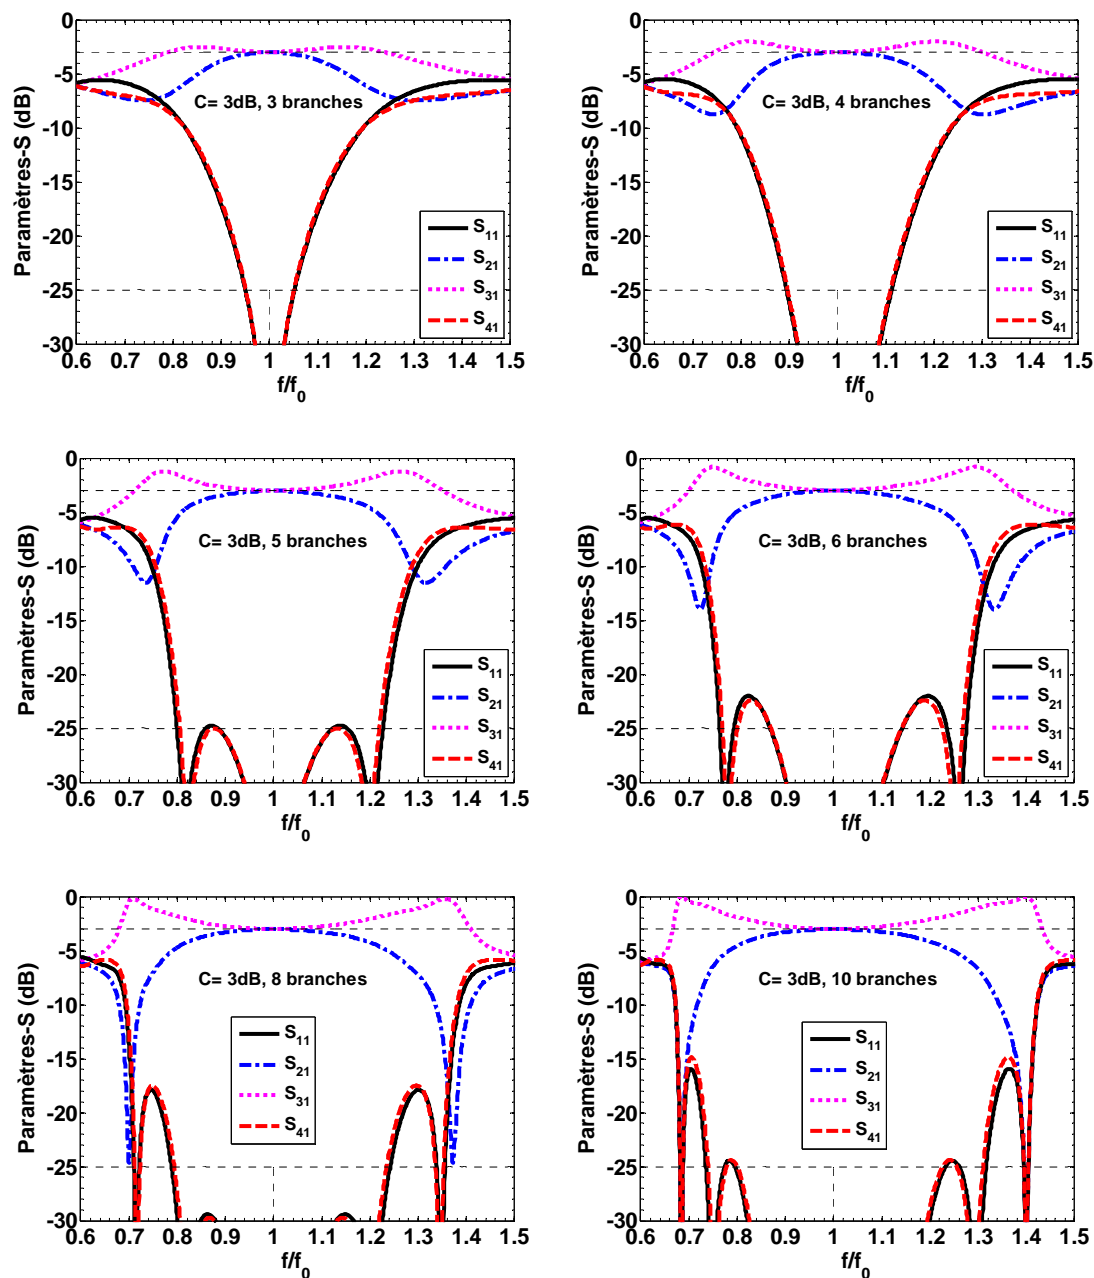 0
-5
-10
-15
-20
-25
-30
Paramètres-S (dB)
C= 3dB, 3 branches
S11
S21
S31
S41
0.6 0.7 0.8 0.9 1 1.1 1.2 1.3 1.4 1.5
f/f0
0
-5
-10
-15
-20
-25
-30
Paramètres-S (dB)
C= 3dB, 4 branches
S11
S21
S31
S41
0.6 0.7 0.8 0.9 1 1.1 1.2 1.3 1.4 1.5
f/f0
0
-5
-10
-15
-20
-25
-30
Paramètres-S (dB)
C= 3dB, 5 branches
S11
S21
S31
S41
0.6 0.7 0.8 0.9 1 1.1 1.2 1.3 1.4 1.5
f/f0
0
-5
-10
-15
-20
-25
-30
Paramètres-S (dB)
C= 3dB, 6 branches
S11
S21
S31
S41
0.6 0.7 0.8 0.9 1 1.1 1.2 1.3 1.4 1.5
f/f0
0
-5
-10
-15
-20
-25
-30
Paramètres-S (dB)
C= 3dB, 8 branches
S11
S21
S31
S41
0.6 0.7 0.8 0.9 1 1.1 1.2 1.3 1.4 1.5
f/f0
0
-5
-10
-15
-20
-25
-30
Paramètres-S (dB)
C= 3dB, 10 branches
S11
S21
S31
S41
0.6 0.7 0.8 0.9 1 1.1 1.2 1.3 1.4 1.5
f/f0